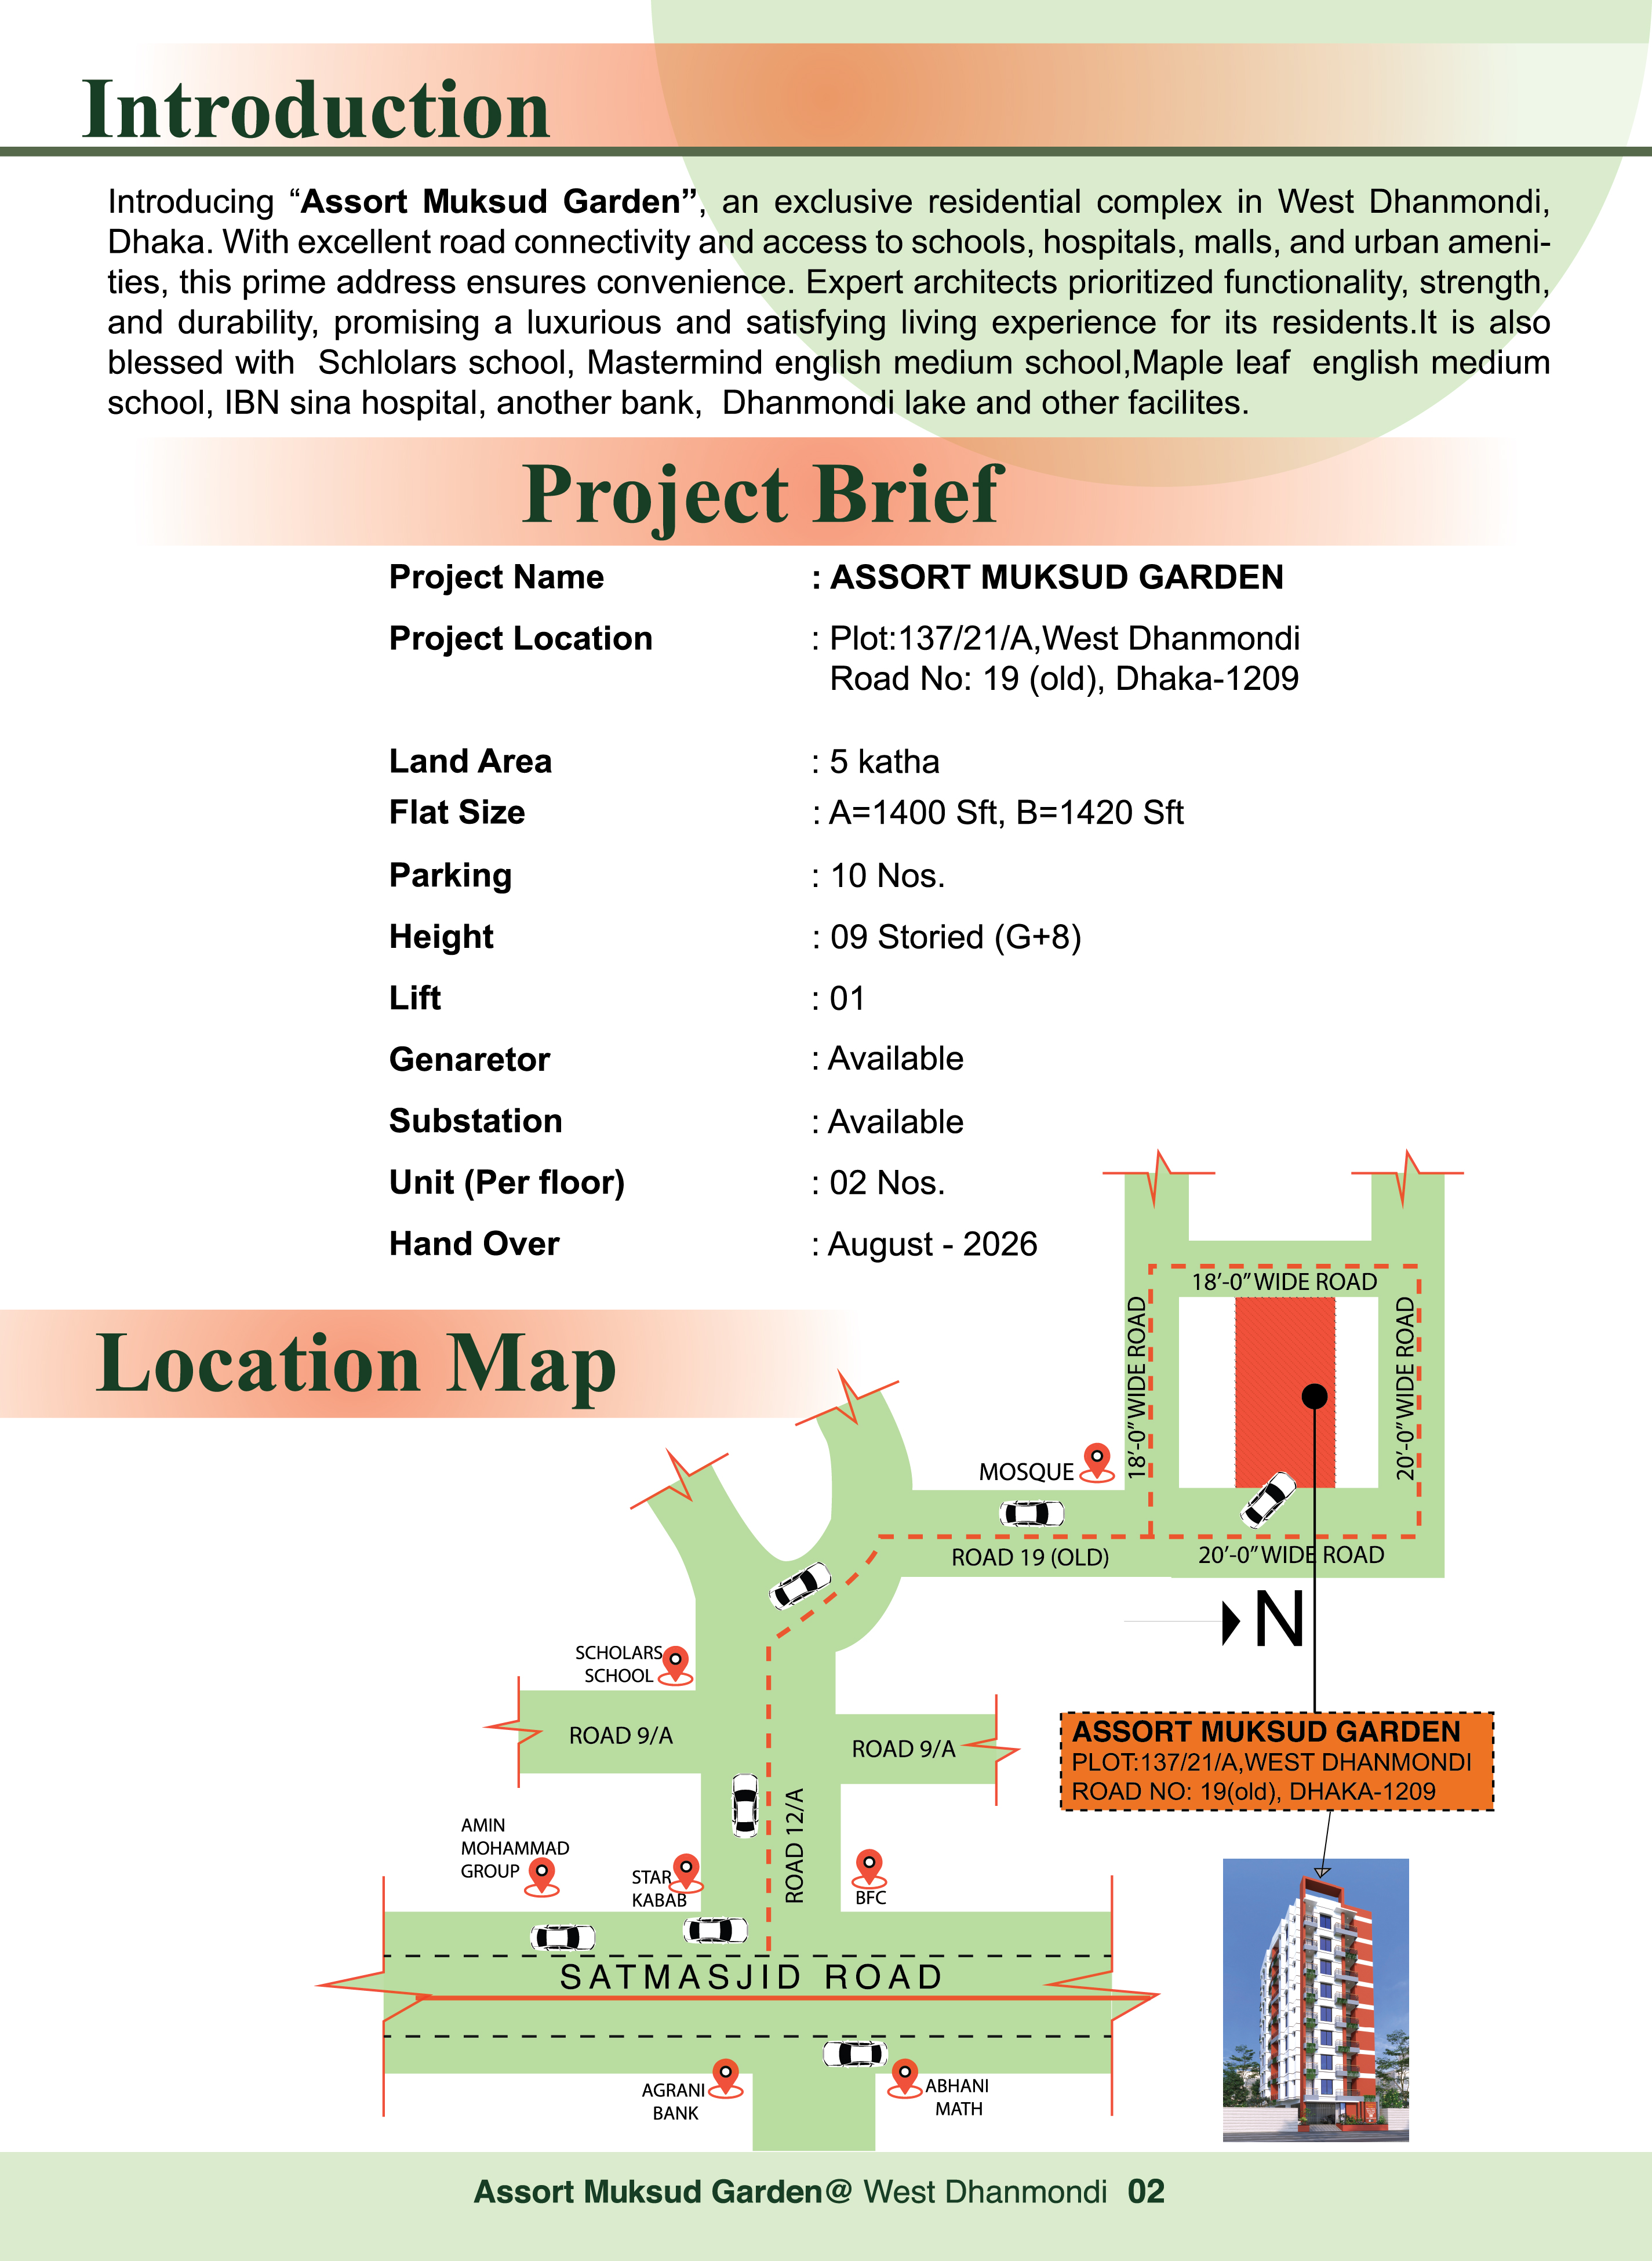 Introduction
Introducing “Assort Muksud Garden”, an exclusive residential complex in West Dhanmondi,
Dhaka. With excellent road connectivity and access to schools, hospitals, malls, and urban ameni-
ties, this prime address ensures convenience. Expert architects prioritized functionality, strength,
and durability, promising a luxurious and satisfying living experience for its residents.It is also
blessed with Schlolars school, Mastermind english medium school,Maple leaf english medium
school, IBN sina hospital, another bank, Dhanmondi lake and other facilites.
Project Brief
Project Name : ASSORT MUKSUD GARDEN
Project Location : Plot:137/21/A,West Dhanmondi
Road No: 19 (old), Dhaka-1209
Land Area : 5 katha
Flat Size : A=1400 Sft, B=1420 Sft
Parking : 10 Nos.
Height : 09 Storied (G+8)
Lift : 01
Genaretor : Available
Substation : Available
Unit (Per floor) : 02 Nos.
Hand Over : August - 2026
Location Map
18’-0” WIDE ROAD
18’-0” WIDE ROAD
20’-0” WIDE ROAD
MOSQUE
ROAD 19 (OLD)
20’-0” WIDE ROAD
N
SCHOLARS
SCHOOL
ROAD 9/A
ROAD 9/A
ASSORT MUKSUD GARDEN
PLOT:137/21/A,WEST DHANMONDI
ROAD NO: 19(old), DHAKA-1209
ROAD 12/A
AMIN
MOHAMMAD
GROUP
STAR
KABAB
BFC
SATMASJID ROAD
AGRANI
BANK
ABHANI
MATH
Assort Muksud Garden@ West Dhanmondi 02